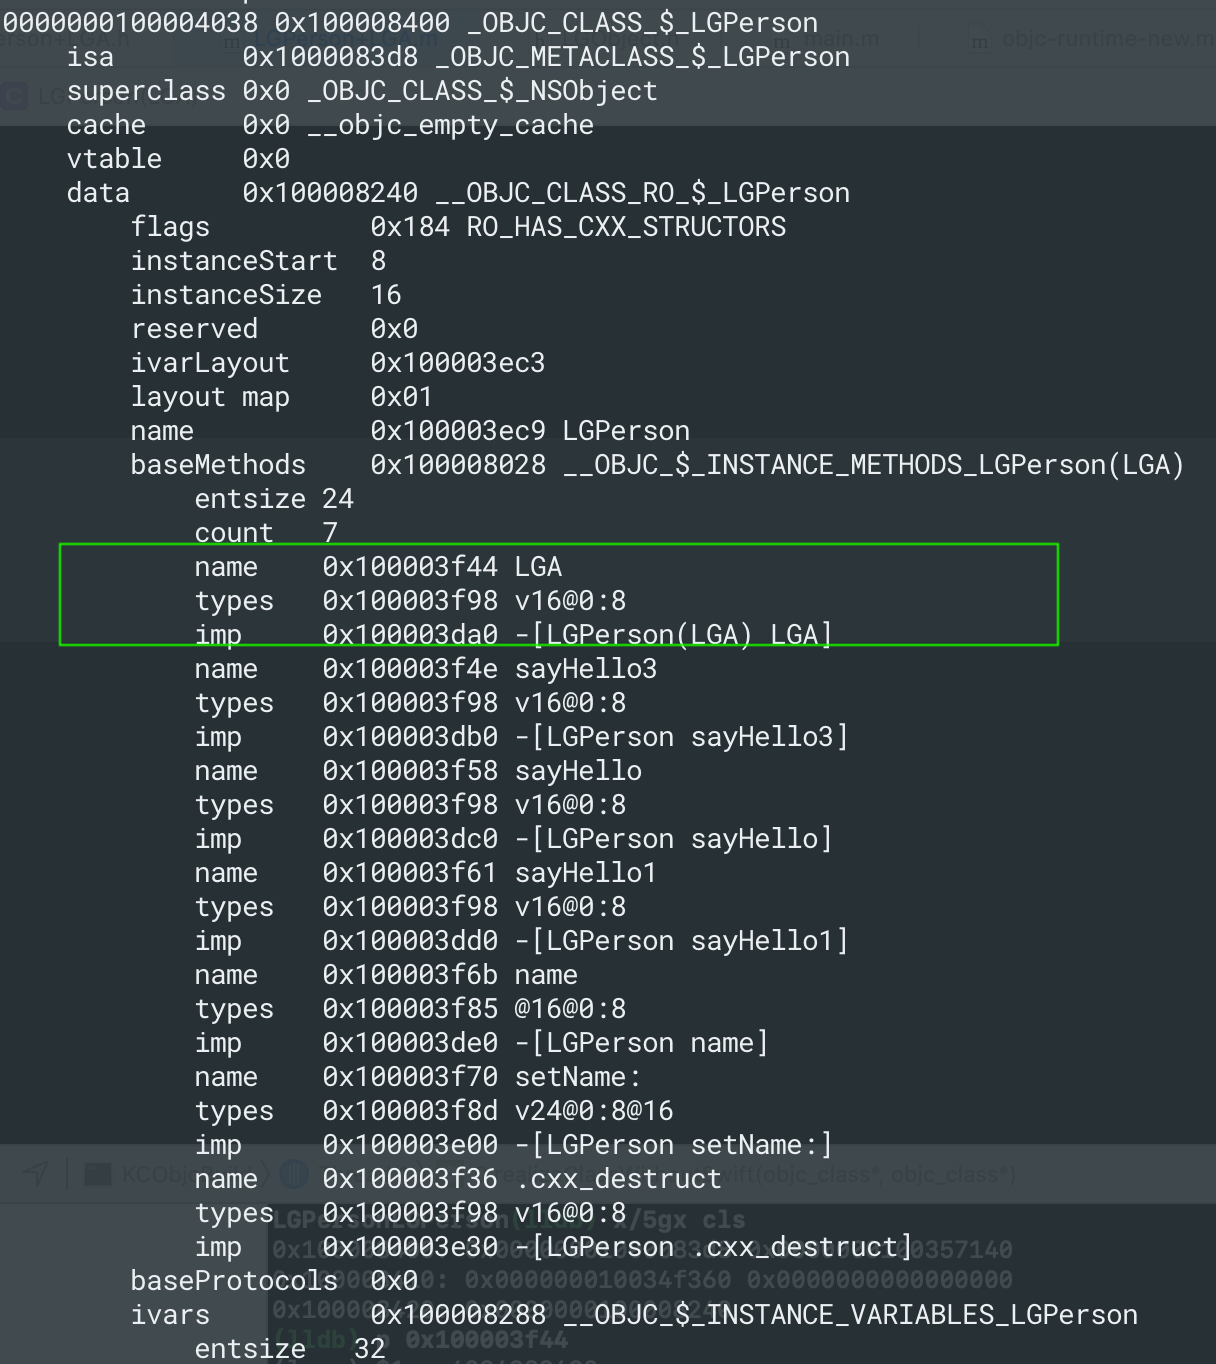 0000000100004038 0x100008400 _OBJC_CLASS_$_LGPerson
isa 0x1000083d8 _OBJC_METACLASS_$_LGPerson
superclass 0x0 _OBJC_CLASS_$_NSObject
cache 0x0 __objc_empty_cache
vtable 0x0
data 0x100008240 __OBJC_CLASS_RO_$_LGPerson
flags 0x184 RO_HAS_CXX_STRUCTORS
instanceStart 8
instanceSize 16
reserved 0x0
ivarLayout 0x100003ec3
layout map 0x01
name 0x100003ec9 LGPerson
baseMethods 0x100008028 __OBJC_$_INSTANCE_METHODS_LGPerson(LGA)
entsize 24
count 7
name 0x100003f44 LGA
types 0x100003f98 v16@0:8
imp 0x100003da0 -[LGPerson(LGA) LGA]
name 0x100003f4e sayHello3
types 0x100003f98 v16@0:8
imp 0x100003db0 -[LGPerson sayHello3]
name 0x100003f58 sayHello
types 0x100003f98 v16@0:8
imp 0x100003dc0 -[LGPerson sayHello]
name 0x100003f61 sayHello1
types 0x100003f98 v16@0:8
imp 0x100003dd0 -[LGPerson sayHello1]
name 0x100003f6b name
types 0x100003f85 @16@0:8
imp 0x100003de0 -[LGPerson name]
name 0x100003f70 setName:
types 0x100003f8d v24@0:8@16
imp 0x100003e00 -[LGPerson setName:]
name 0x100003f36 .cxx_destruct
types 0x100003f98 v16@0:8
imp 0x100003e30 -[LGPerson .cxx_destruct]
baseProtocols 0x0
ivars 0x100008288 __OBJC_$_INSTANCE_VARIABLES_LGPerson
entsize 32